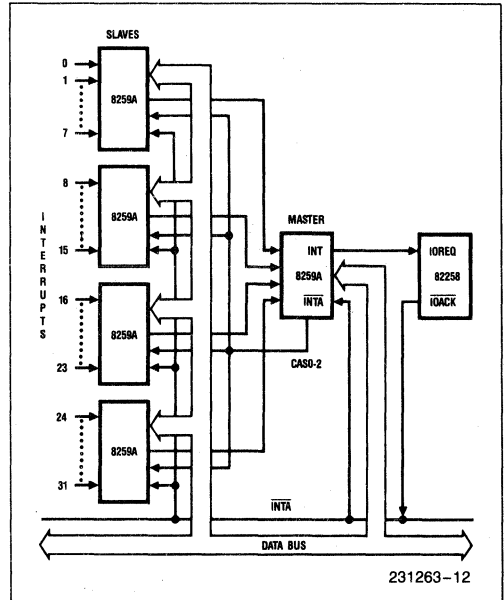 SLAVES
0
1
8259A
7
8
8259A
15
INTERRUPTS
MASTER
INT
8259A
INTA
IOREQ
82258
IOACK
16
8259A
23
CAS0-2
24
8259A
31
INTA
DATA BUS
231263-12